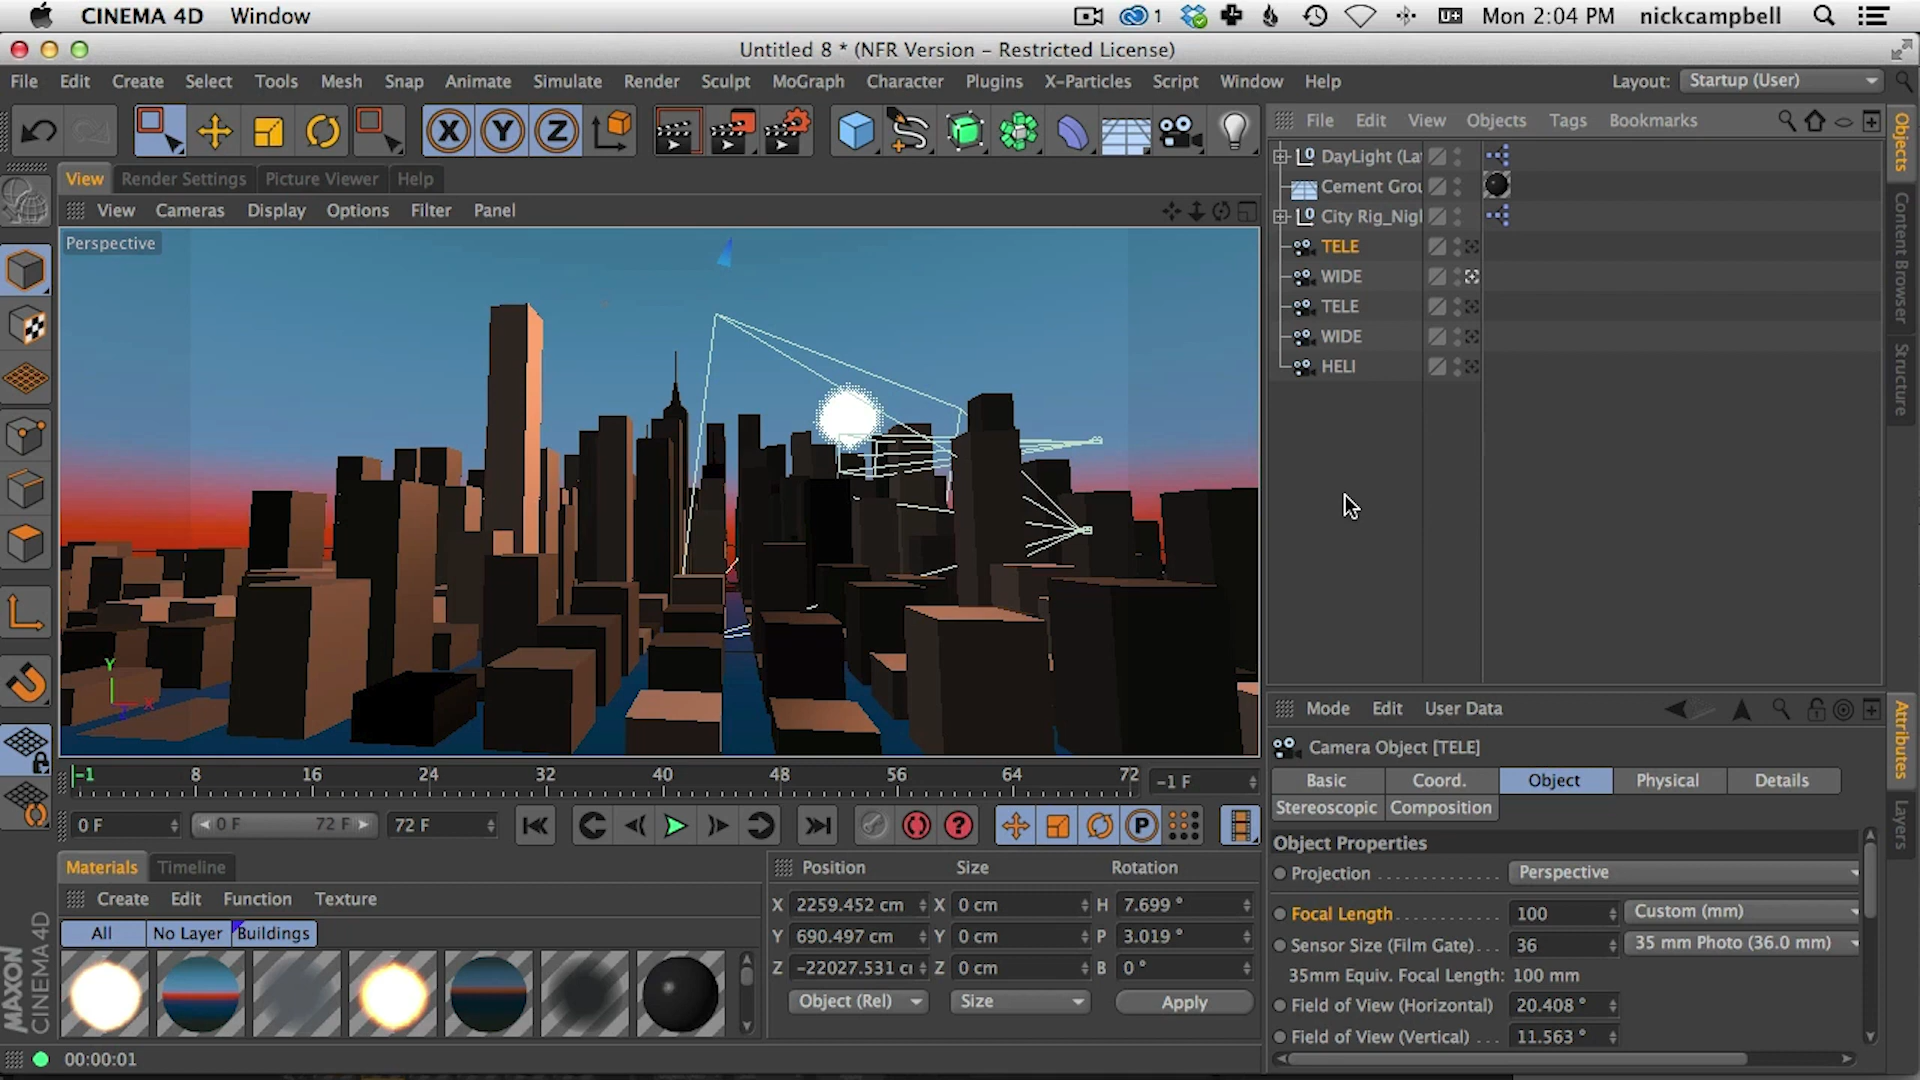 CINEMA 4D Window
1 Mon 2:04 PM nickcampbell
Untitled 8 * (NFR Version - Restricted License)
File Edit Create Select Tools Mesh Snap Animate Simulate Render Sculpt MoGraph Character Plugins X-Particles Script Window Help
Layout: Startup (User)
X Y Z
File Edit View Objects Tags Bookmarks
View Render Settings Picture Viewer Help
View Cameras Display Options Filter Panel
Perspective
DayLight (La
Cement Grou
City Rig_Nigl
TELE
WIDE
TELE
WIDE
HELI
Objects
Content Browser
Structure
Y
X
Z
-1 8 16 24 32 40 48 56 64 72 -1 F
0 F 0 F 72 F 72 F
Mode Edit User Data
Camera Object [TELE]
Basic Coord. Object Physical Details
Stereoscopic Composition
Object Properties
Projection Perspective
Focal Length 100 Custom (mm)
Sensor Size (Film Gate) 36 35 mm Photo (36.0 mm)
35mm Equiv. Focal Length: 100 mm
Field of View (Horizontal) 20.408 °
Field of View (Vertical) 11.563 °
Attributes
Layers
Materials Timeline
Create Edit Function Texture
All No Layer Buildings
Position Size Rotation
X 2259.452 cm X 0 cm H 7.699 °
Y 690.497 cm Y 0 cm P 3.019 °
Z -22027.531 cı Z 0 cm B 0 °
Object (Rel) Size Apply
MAXON
CINEMA 4D
00:00:01